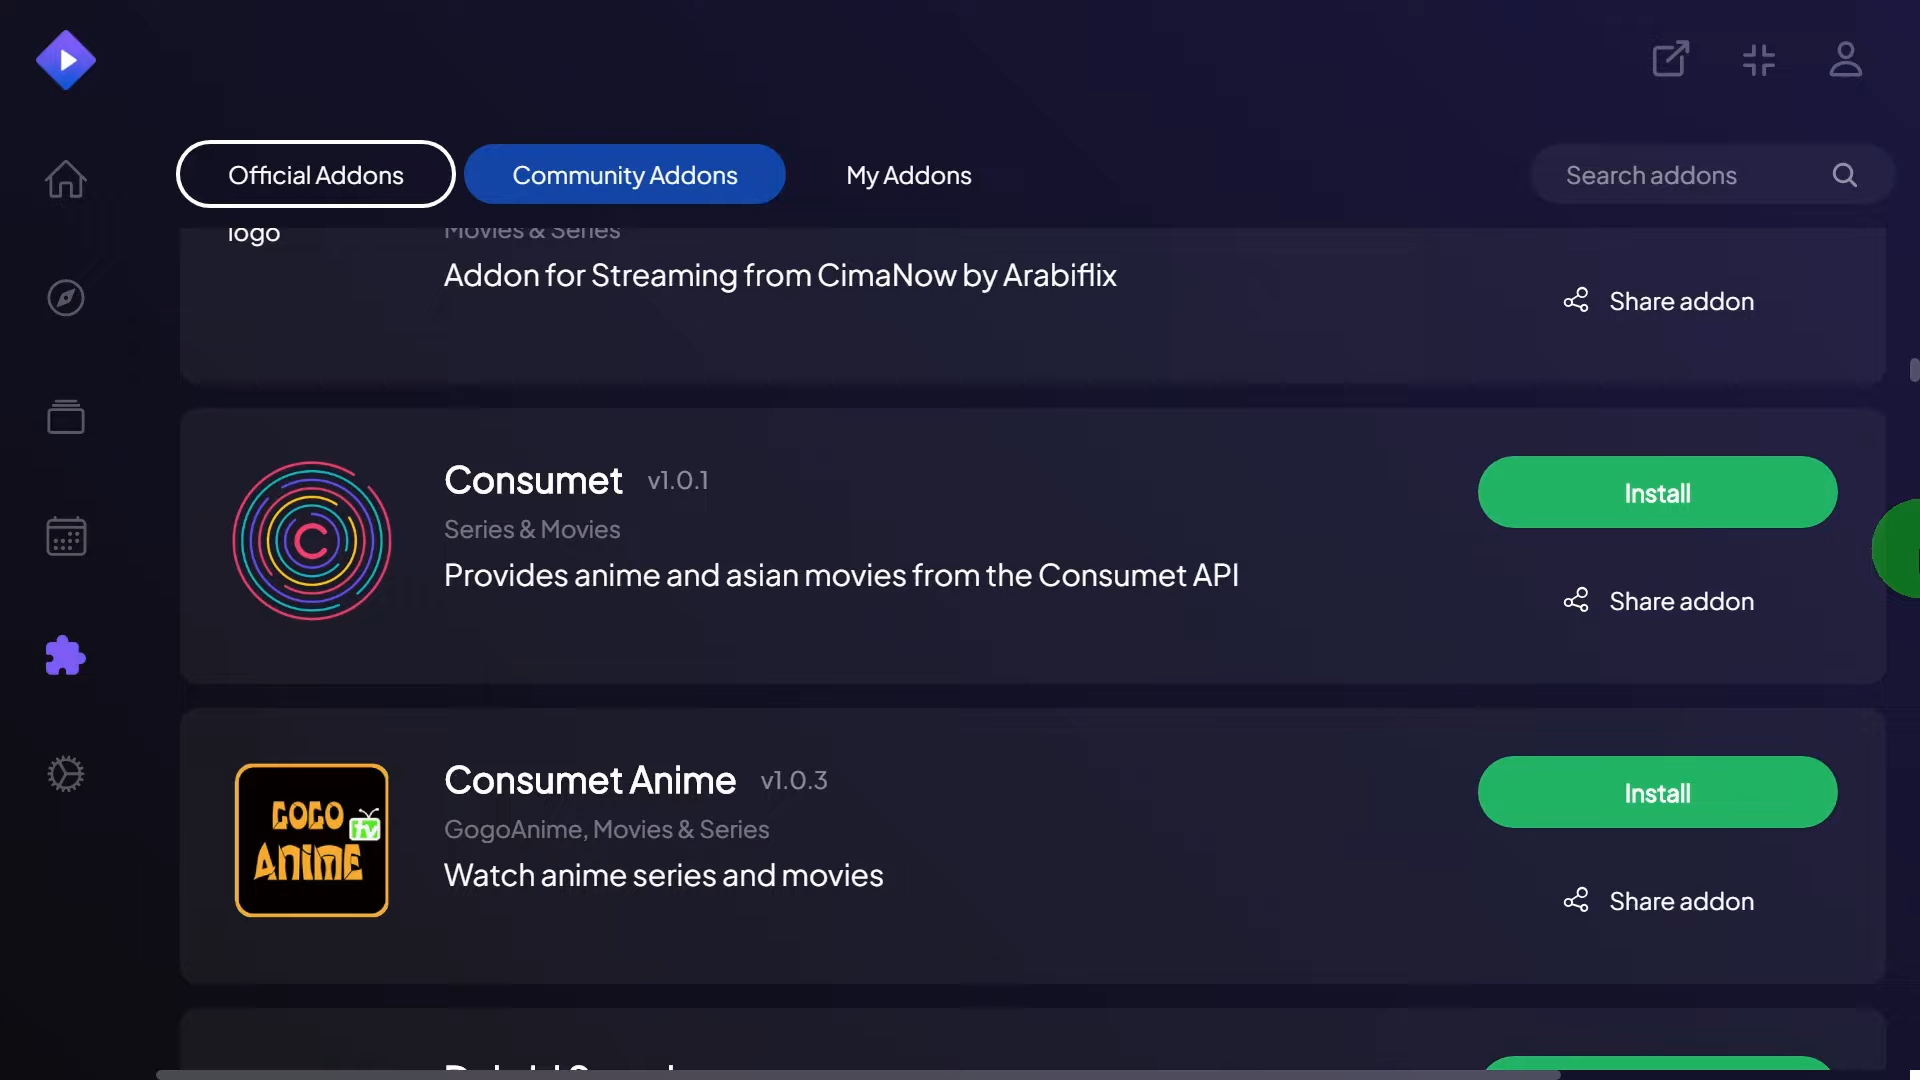 Official Addons
Community Addons
My Addons
Search addons
logo
Movies & Series
Addon for Streaming from CimaNow by Arabiflix
Share addon
Consumet v1.0.1
Series & Movies
Provides anime and asian movies from the Consumet API
Install
Share addon
C
GOGO
tv
ANIME
Consumet Anime v1.0.3
GogoAnime, Movies & Series
Watch anime series and movies
Install
Share addon